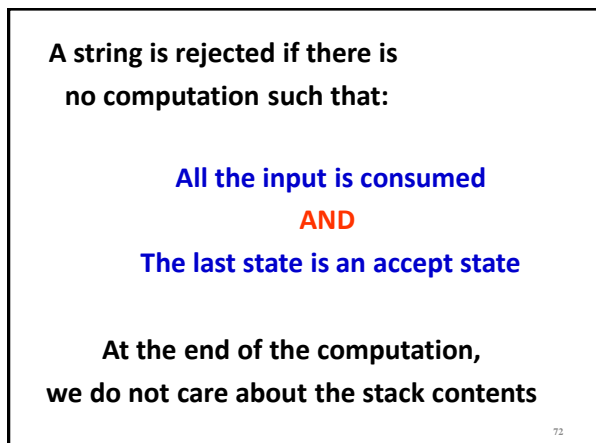 A string is rejected if there is
no computation such that:
All the input is consumed
AND
The last state is an accept state
At the end of the computation,
we do not care about the stack contents
72